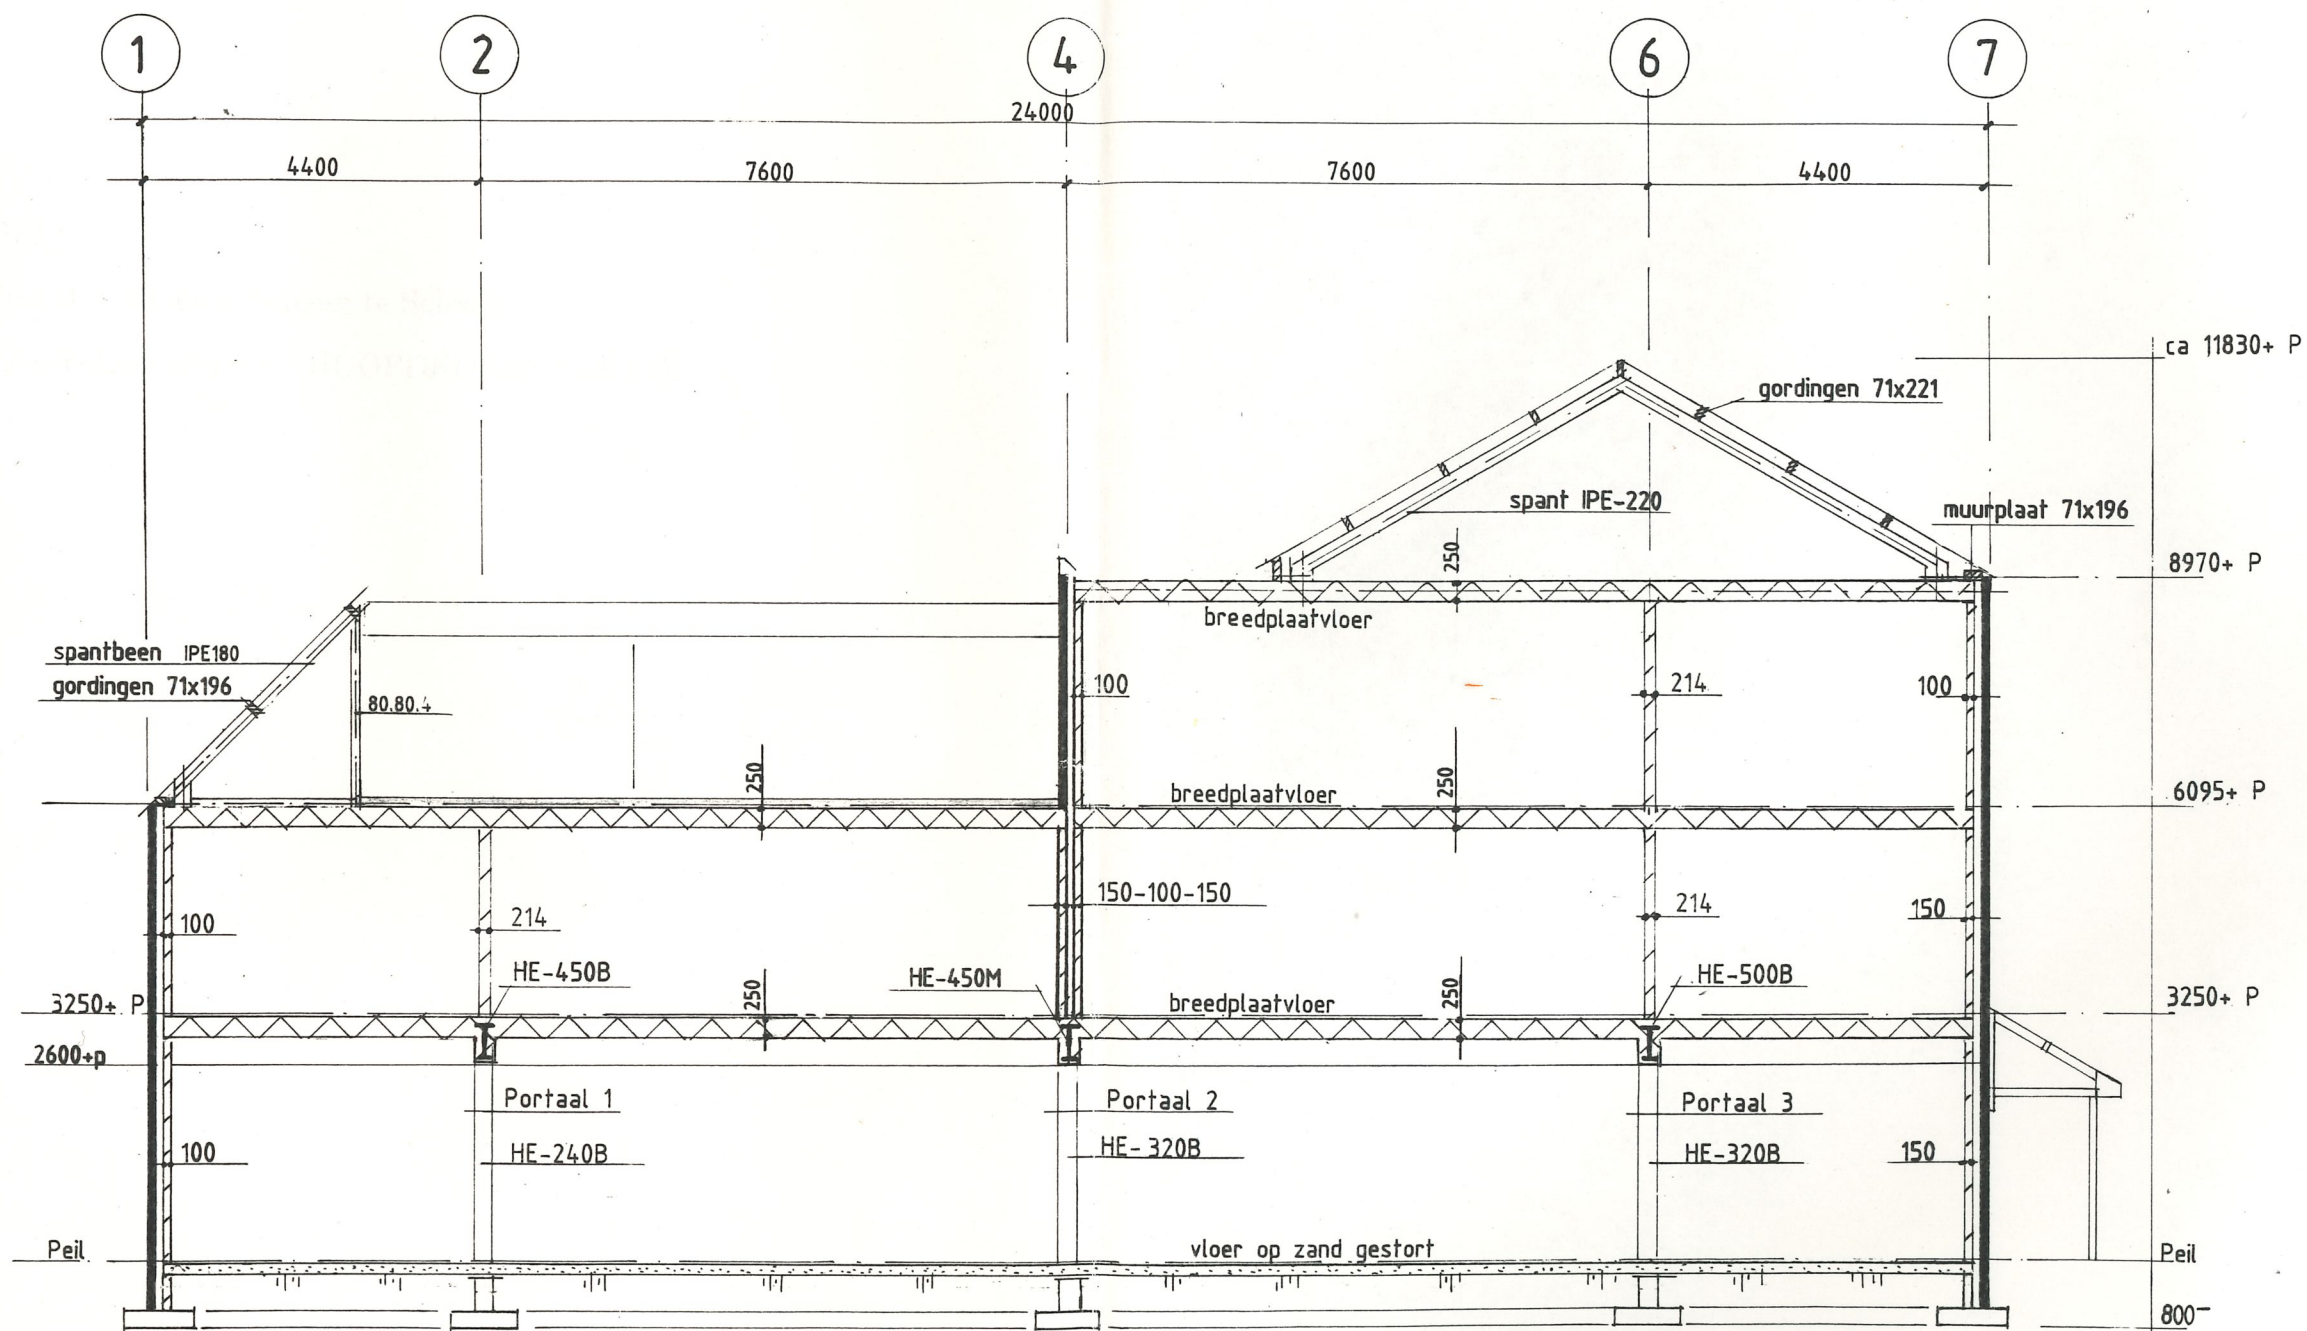 1 2 4 6 7
24000
4400 7600 7600 4400
ca 11830+ P
gordingen 71x221
spant IPE-220
muurplaat 71x196
250
8970+ P
breedplaatvloer
spantbeen IPE180
gordingen 71x196
80.80.4
100 214 100
250
breedplaatvloer
250
6095+ P
150-100-150
100 214 214 150
HE-450B
HE-450M
HE-500B
3250+ P
250
breedplaatvloer
250
3250+ P
2600+p
Portaal 1 Portaal 2 Portaal 3
100 HE-240B HE-320B HE-320B 150
Peil
vloer op zand gestort
Peil
800-